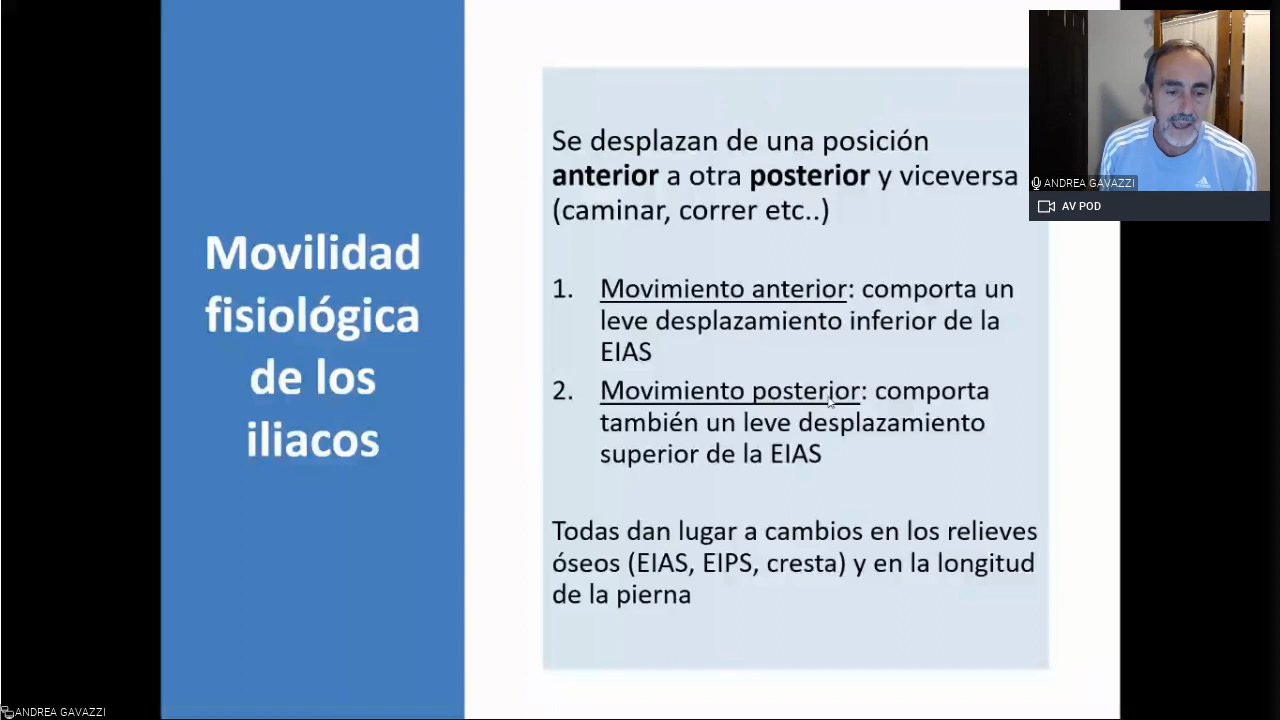 Movilidad
fisiológica
de los
iliacos
Se desplazan de una posición
anterior a otra posterior y viceversa
(caminar, correr etc..)
1. Movimiento anterior: comporta un
leve desplazamiento inferior de la
EIAS
2. Movimiento posterior: comporta
también un leve desplazamiento
superior de la EIAS
Todas dan lugar a cambios en los relieves
óseos (EIAS, EIPS, cresta) y en la longitud
de la pierna
adidas
ANDREA GAVAZZI
AV POD
ANDREA GAVAZZI